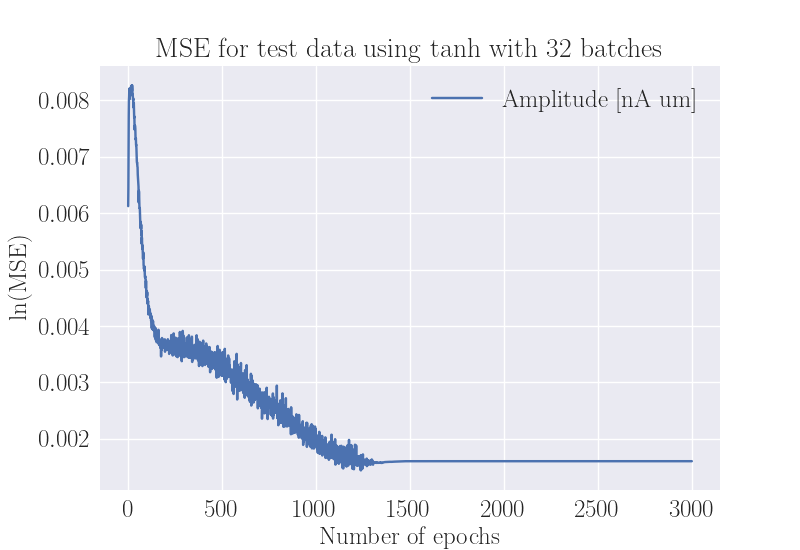 MSE for test data using tanh with 32 batches
Amplitude [nA um]
ln(MSE)
0.008
0.007
0.006
0.005
0.004
0.003
0.002
0 500 1000 1500 2000 2500 3000
Number of epochs